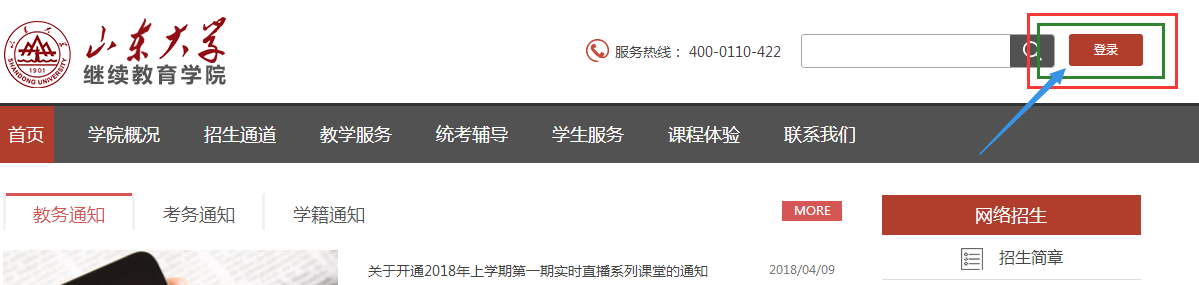 山东大学
继续教育学院
1901
SHANDONG UNIVERSITY
服务热线： 400-0110-422
登录
首页 学院概况 招生通道 教学服务 统考辅导 学生服务 课程体验 联系我们
教务通知 考务通知 学籍通知 MORE
网络招生
招生简章
关于开通2018年上学期第一期实时直播系列课堂的通知 2018/04/09